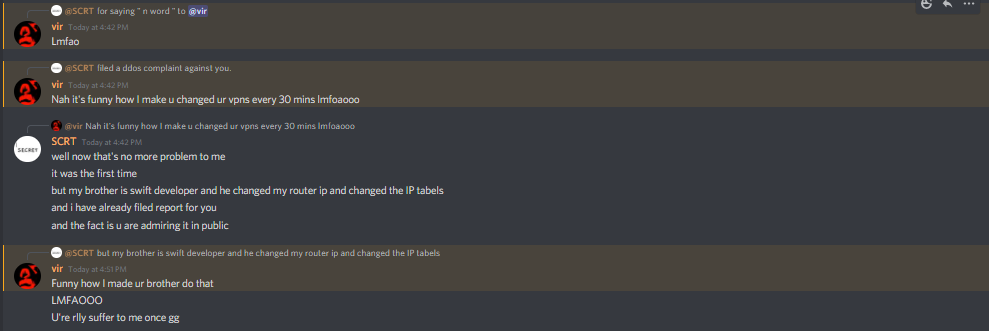 @SCRT for saying " n word " to @vir
vir Today at 4:42 PM
Lmfao
@SCRT filed a ddos complaint against you.
vir Today at 4:42 PM
Nah it's funny how I make u changed ur vpns every 30 mins lmfoaooo
@vir Nah it's funny how I make u changed ur vpns every 30 mins lmfoaooo
SECRET
SCRT Today at 4:42 PM
well now that's no more problem to me
it was the first time
but my brother is swift developer and he changed my router ip and changed the IP tabels
and i have already filed report for you
and the fact is u are admiring it in public
@SCRT but my brother is swift developer and he changed my router ip and changed the IP tabels
vir Today at 4:51 PM
Funny how I made ur brother do that
LMFAOOO
U're rlly suffer to me once gg